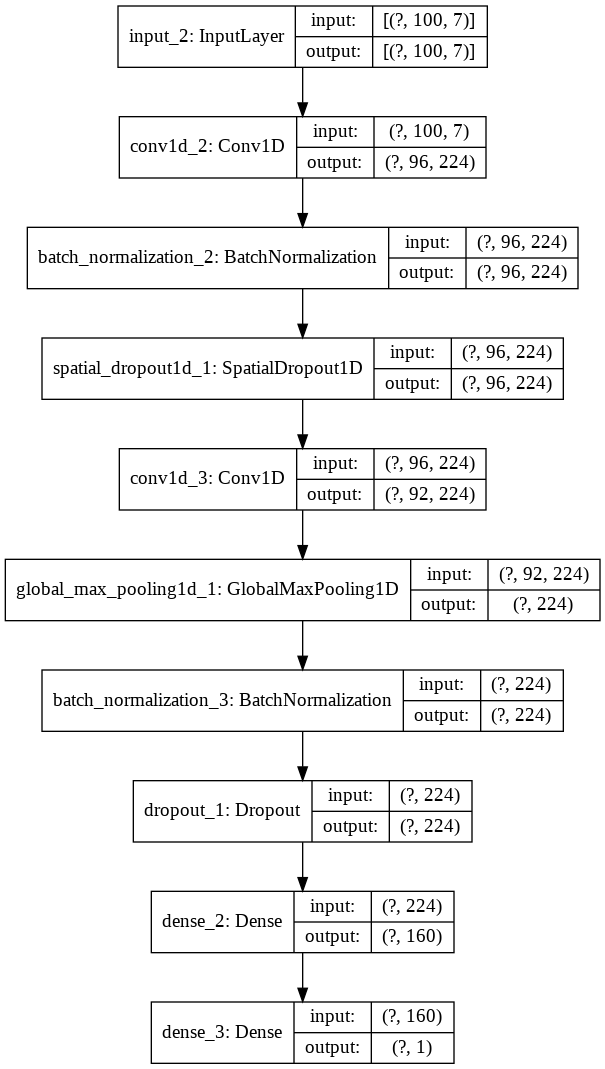 input_2: InputLayer
input: [(?, 100, 7)]
output: [(?, 100, 7)]
conv1d_2: Conv1D
input: (?, 100, 7)
output: (?, 96, 224)
batch_normalization_2: BatchNormalization
input: (?, 96, 224)
output: (?, 96, 224)
spatial_dropout1d_1: SpatialDropout1D
input: (?, 96, 224)
output: (?, 96, 224)
conv1d_3: Conv1D
input: (?, 96, 224)
output: (?, 92, 224)
global_max_pooling1d_1: GlobalMaxPooling1D
input: (?, 92, 224)
output: (?, 224)
batch_normalization_3: BatchNormalization
input: (?, 224)
output: (?, 224)
dropout_1: Dropout
input: (?, 224)
output: (?, 224)
dense_2: Dense
input: (?, 224)
output: (?, 160)
dense_3: Dense
input: (?, 160)
output: (?, 1)